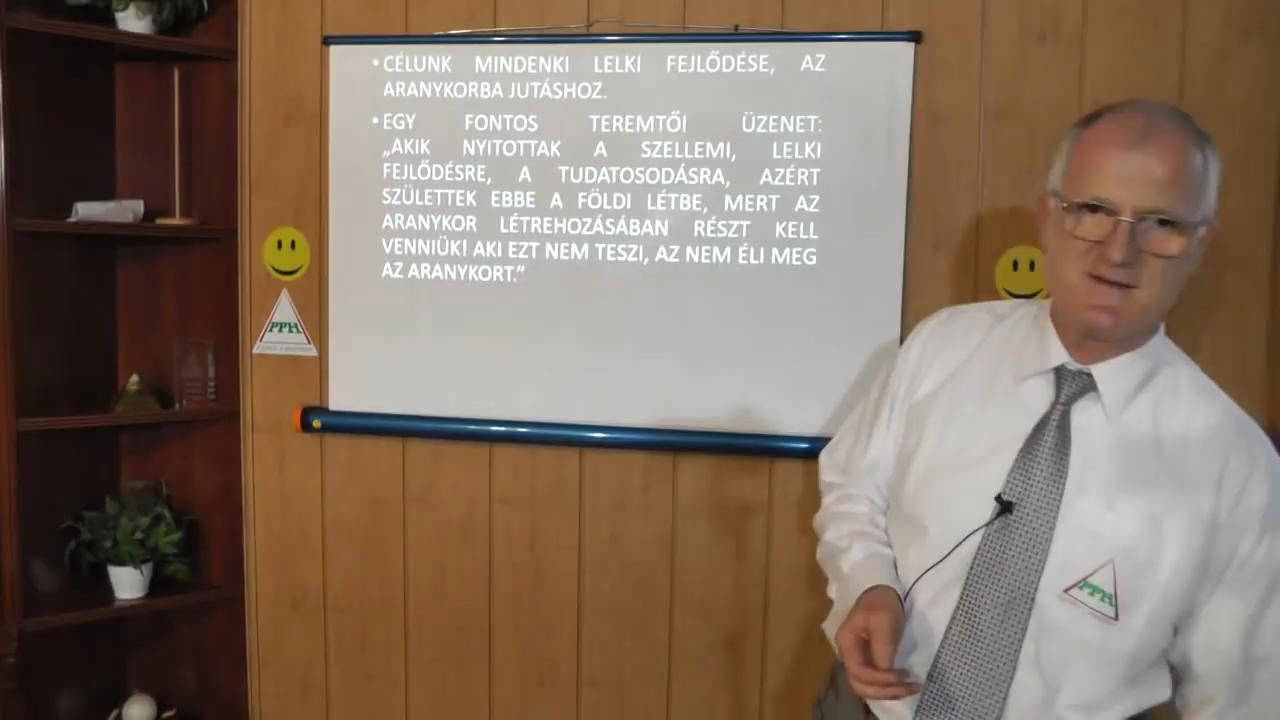 •CÉLUNK MINDENKI LELKI FEJLŐDÉSE, AZ
ARANYKORBA JUTÁSHOZ.
•EGY FONTOS TEREMTŐI ÜZENET:
„AKIK NYITOTTAK A SZELLEMI, LELKI
FEJLŐDÉSRE, A TUDATOSODÁSRA, AZÉRT
SZÜLETTEK EBBE A FÖLDI LÉTBE, MERT AZ
ARANYKOR LÉTREHOZÁSÁBAN RÉSZT KELL
VENNIÜK! AKI EZT NEM TESZI, AZ NEM ÉLI MEG
AZ ARANYKORT.”
PPH
PPH